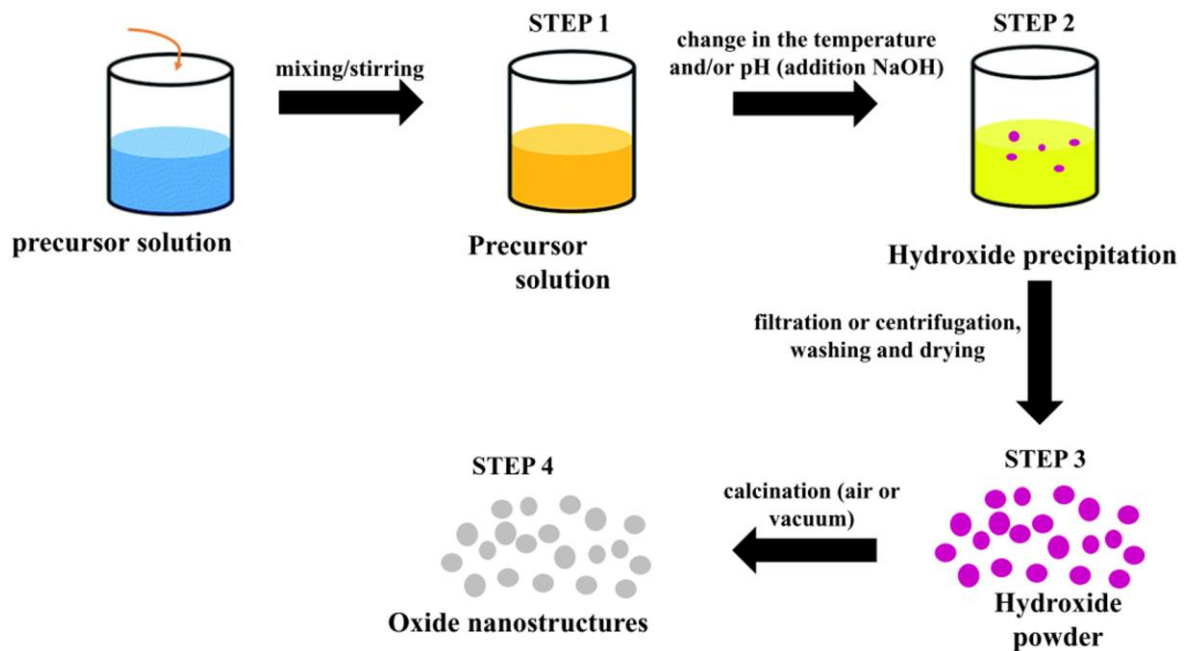 precursor solution
mixing/stirring
STEP 1
Precursor
solution
change in the temperature
and/or pH (addition NaOH)
STEP 2
Hydroxide precipitation
filtration or centrifugation,
washing and drying
STEP 3
Hydroxide
powder
calcination (air or
vacuum)
STEP 4
Oxide nanostructures